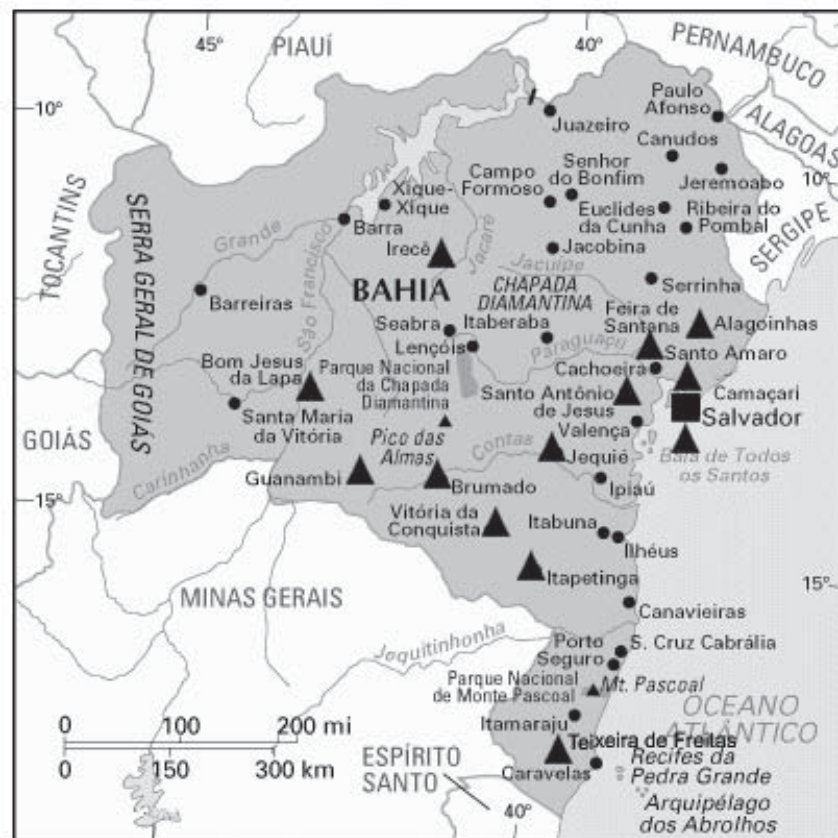 45°
40°
PIAUÍ
PERNAMBUCO
10°
Paulo
Afonso
Juazeiro
Canudos
ALAGOAS
10°
Senhor
do Bonfim
Campo
Formoso
Jeremoabo
Xique-
Xique
Euclides
da Cunha
Ribeira do
Pombal
SERGIPE
TOCANTINS
SERRA GERAL DE GOIÁS
Grande
São Francisco
Barra
Irecê
Jacaré
Jacobina
Jacuípe
Serrinha
BAHIA
CHAPADA
DIAMANTINA
Barreiras
Feira de
Santana
Alagoinhas
Seabra
Itaberaba
Lençóis
Paraguaçu
Santo Amaro
Cachoeira
Bom Jesus
da Lapa
Parque Nacional
da Chapada
Diamantina
Santo Antônio
de Jesus
Camaçari
Salvador
Santa Maria
da Vitória
Valença
GOIÁS
Pico das
Almas
Contas
Jequié
Baía de Todos
os Santos
Carinhanha
Guanambi
Brumado
Ipiaú
15°
Vitória da
Conquista
Itabuna
Ilhéus
Itapetinga
15°
MINAS GERAIS
Canavieiras
Jequitinhonha
Porto
Seguro
S. Cruz Cabrália
Parque Nacional
de Monte Pascoal
Mt. Pascoal
OCEANO
ATLÂNTICO
0 100 200 mi
0 150 300 km
Itamaraju
Teixeira de Freitas
ESPÍRITO
SANTO
Caravelas
Recifes da
Pedra Grande
40°
Arquipélago
dos Abrolhos